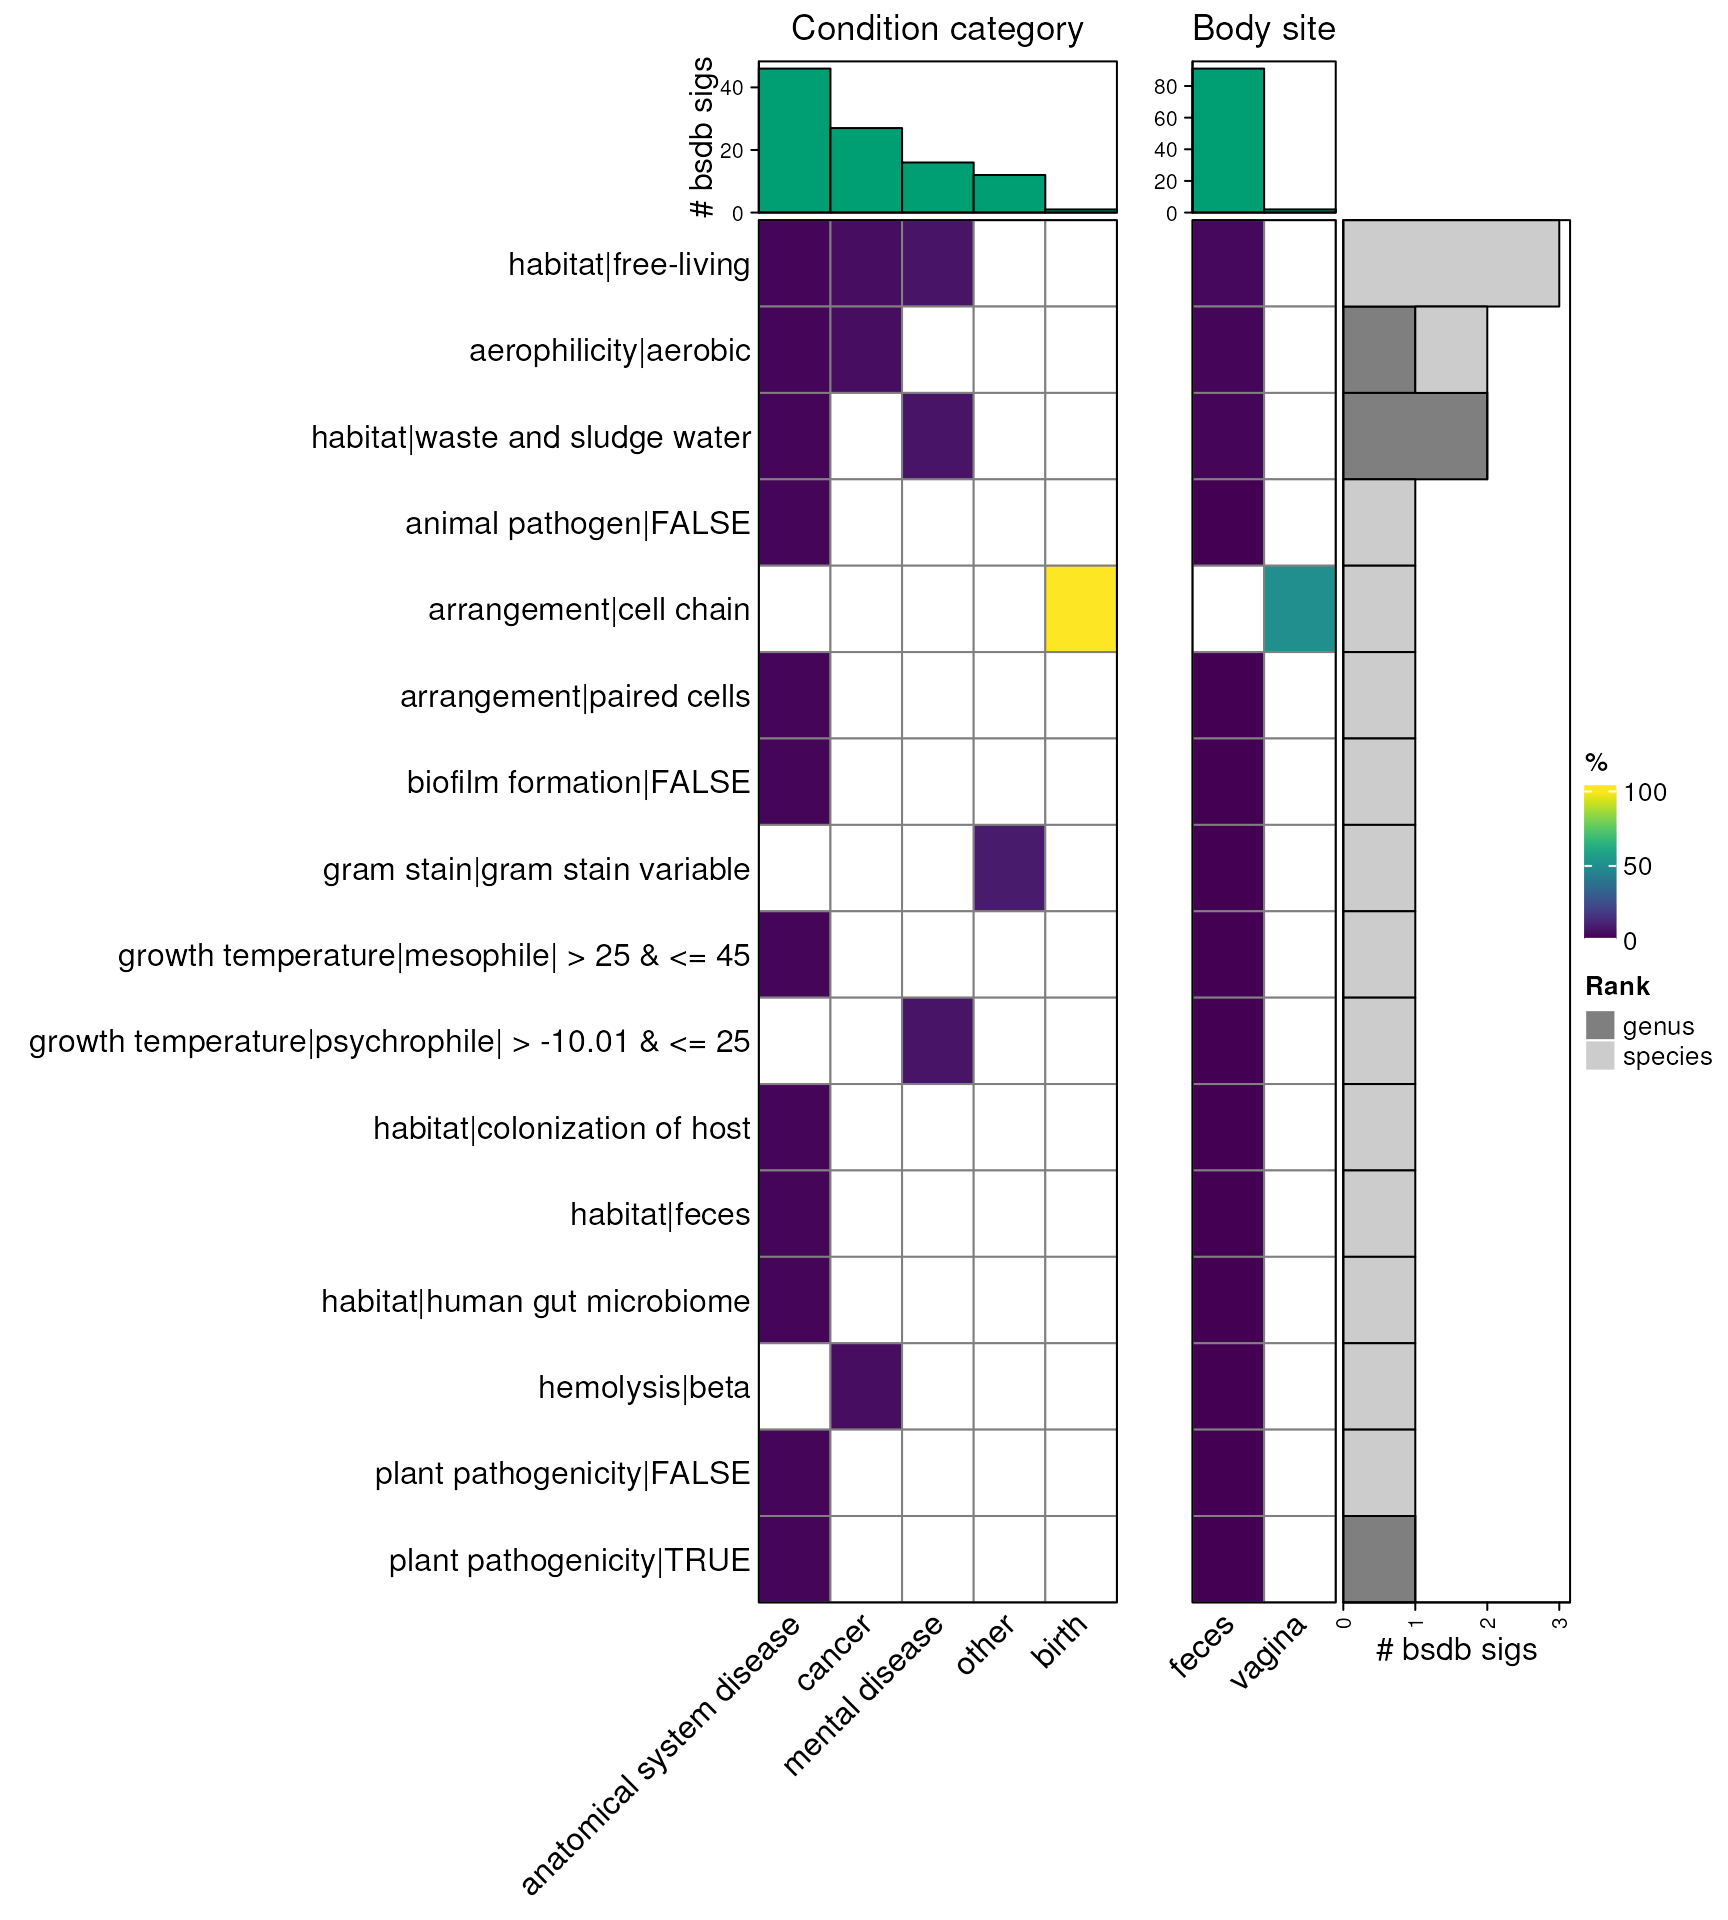 Condition category
Body site
# bsdb sigs
40
20
0
80
60
40
20
0
habitat|free-living
aerophilicity|aerobic
habitat|waste and sludge water
animal pathogen|FALSE
arrangement|cell chain
arrangement|paired cells
biofilm formation|FALSE
gram stain|gram stain variable
growth temperature|mesophile| > 25 & <= 45
growth temperature|psychrophile| > -10.01 & <= 25
habitat|colonization of host
habitat|feces
habitat|human gut microbiome
hemolysis|beta
plant pathogenicity|FALSE
plant pathogenicity|TRUE
anatomical system disease
cancer
mental disease
other
birth
feces
vagina
0
1
2
3
# bsdb sigs
%
100
50
0
Rank
genus
species